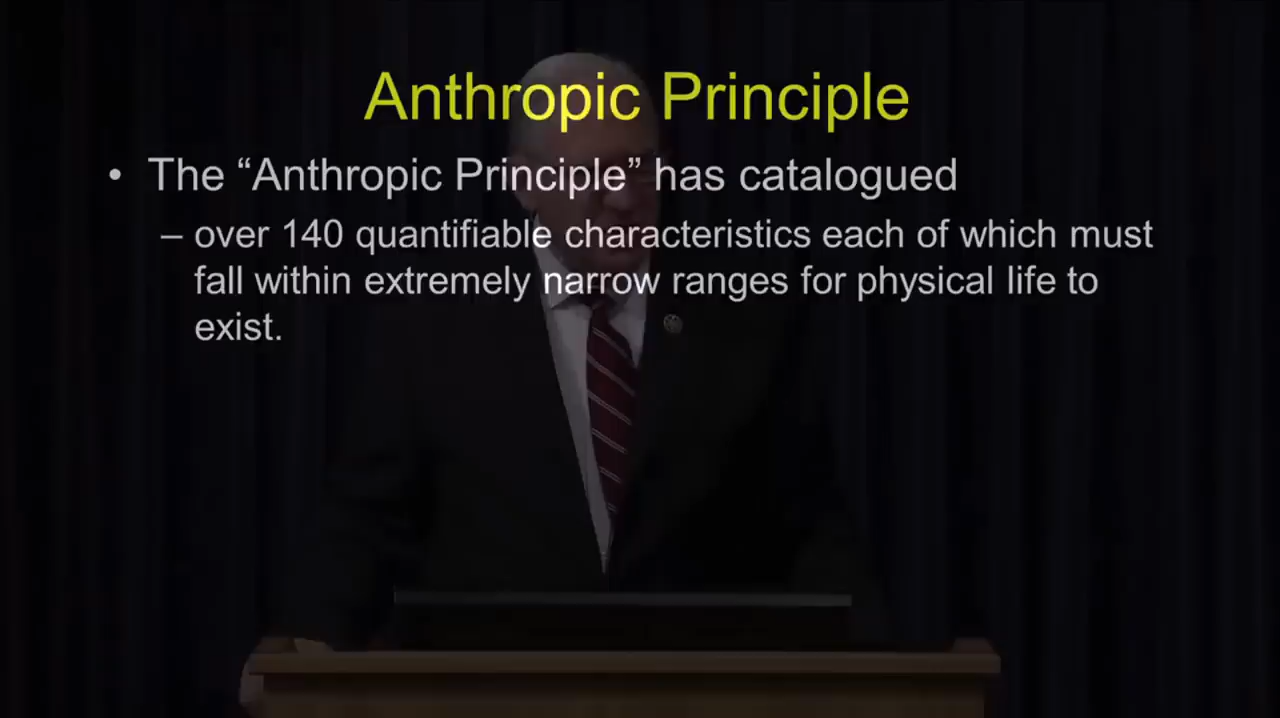 Anthropic Principle
• The “Anthropic Principle” has catalogued
– over 140 quantifiable characteristics each of which must
fall within extremely narrow ranges for physical life to
exist.